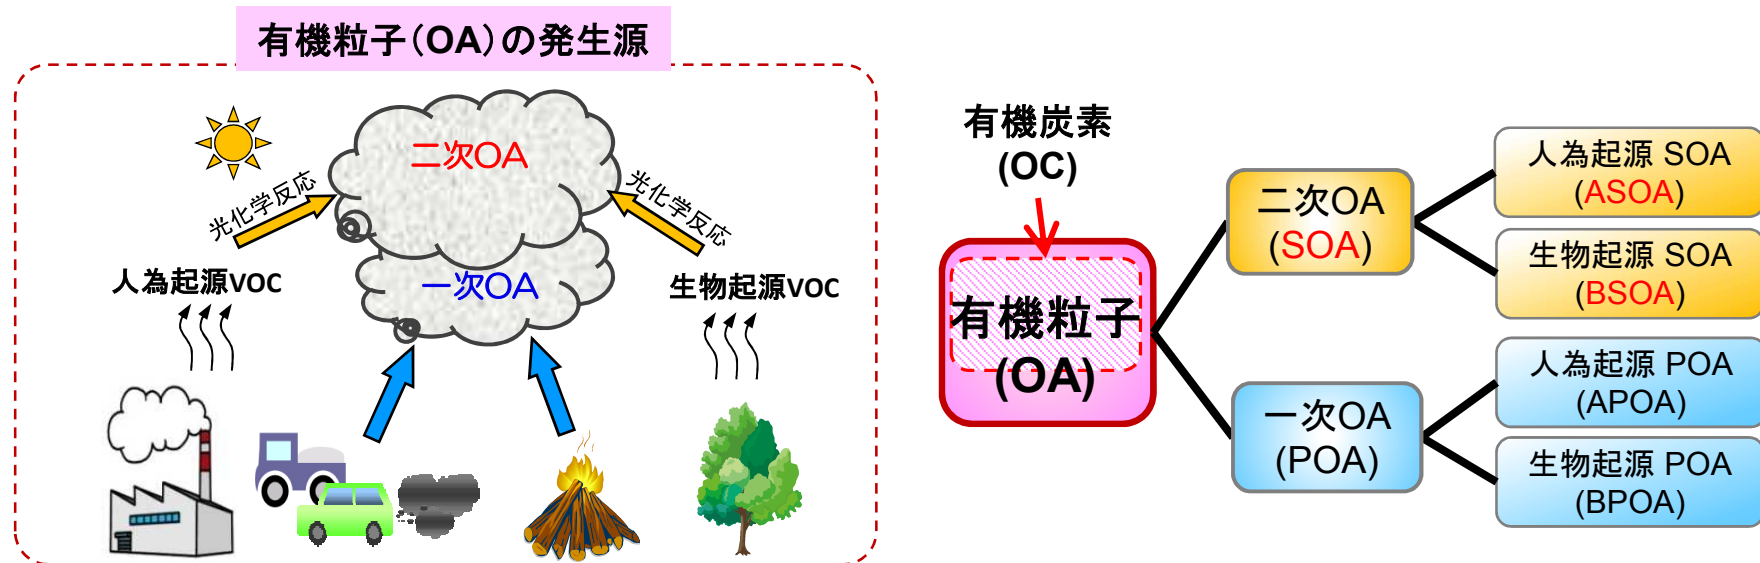 有機粒子(OA)の発生源
二次OA
光化学反応
光化学反応
人為起源VOC
一次OA
生物起源VOC
有機炭素
(OC)
有機粒子
(OA)
二次OA
(SOA)
一次OA
(POA)
人為起源 SOA
(ASOA)
生物起源 SOA
(BSOA)
人為起源 POA
(APOA)
生物起源 POA
(BPOA)